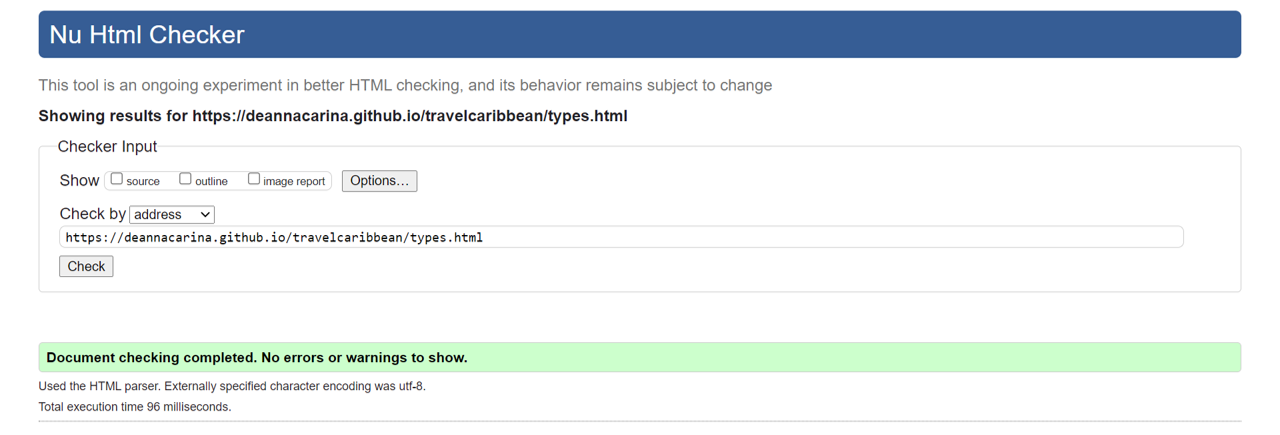 Nu Html Checker
This tool is an ongoing experiment in better HTML checking, and its behavior remains subject to change
Showing results for https://deannacarina.github.io/travelcaribbean/types.html
Checker Input
Show source outline image report Options...
Check by address
https://deannacarina.github.io/travelcaribbean/types.html
Check
Document checking completed. No errors or warnings to show.
Used the HTML parser. Externally specified character encoding was utf-8.
Total execution time 96 milliseconds.